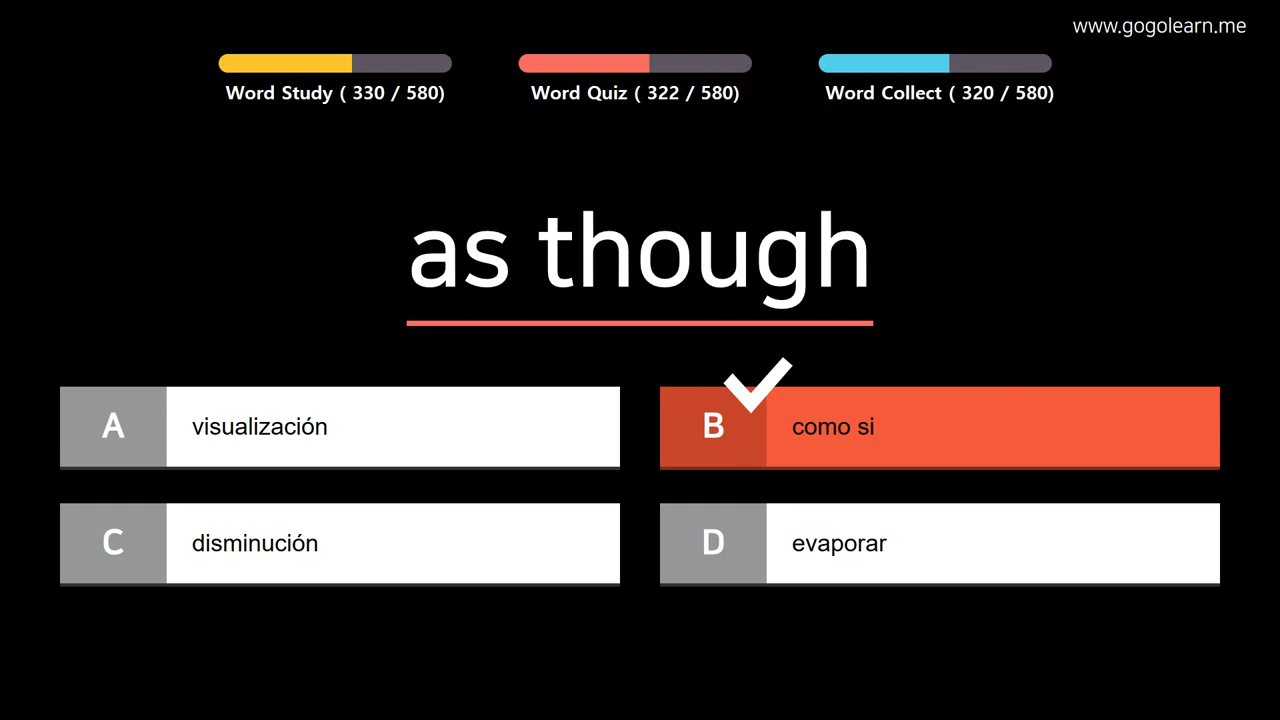 www.gogolearn.me
Word Study ( 330 / 580)
Word Quiz ( 322 / 580)
Word Collect ( 320 / 580)
as though
A visualización
B como si
C disminución
D evaporar